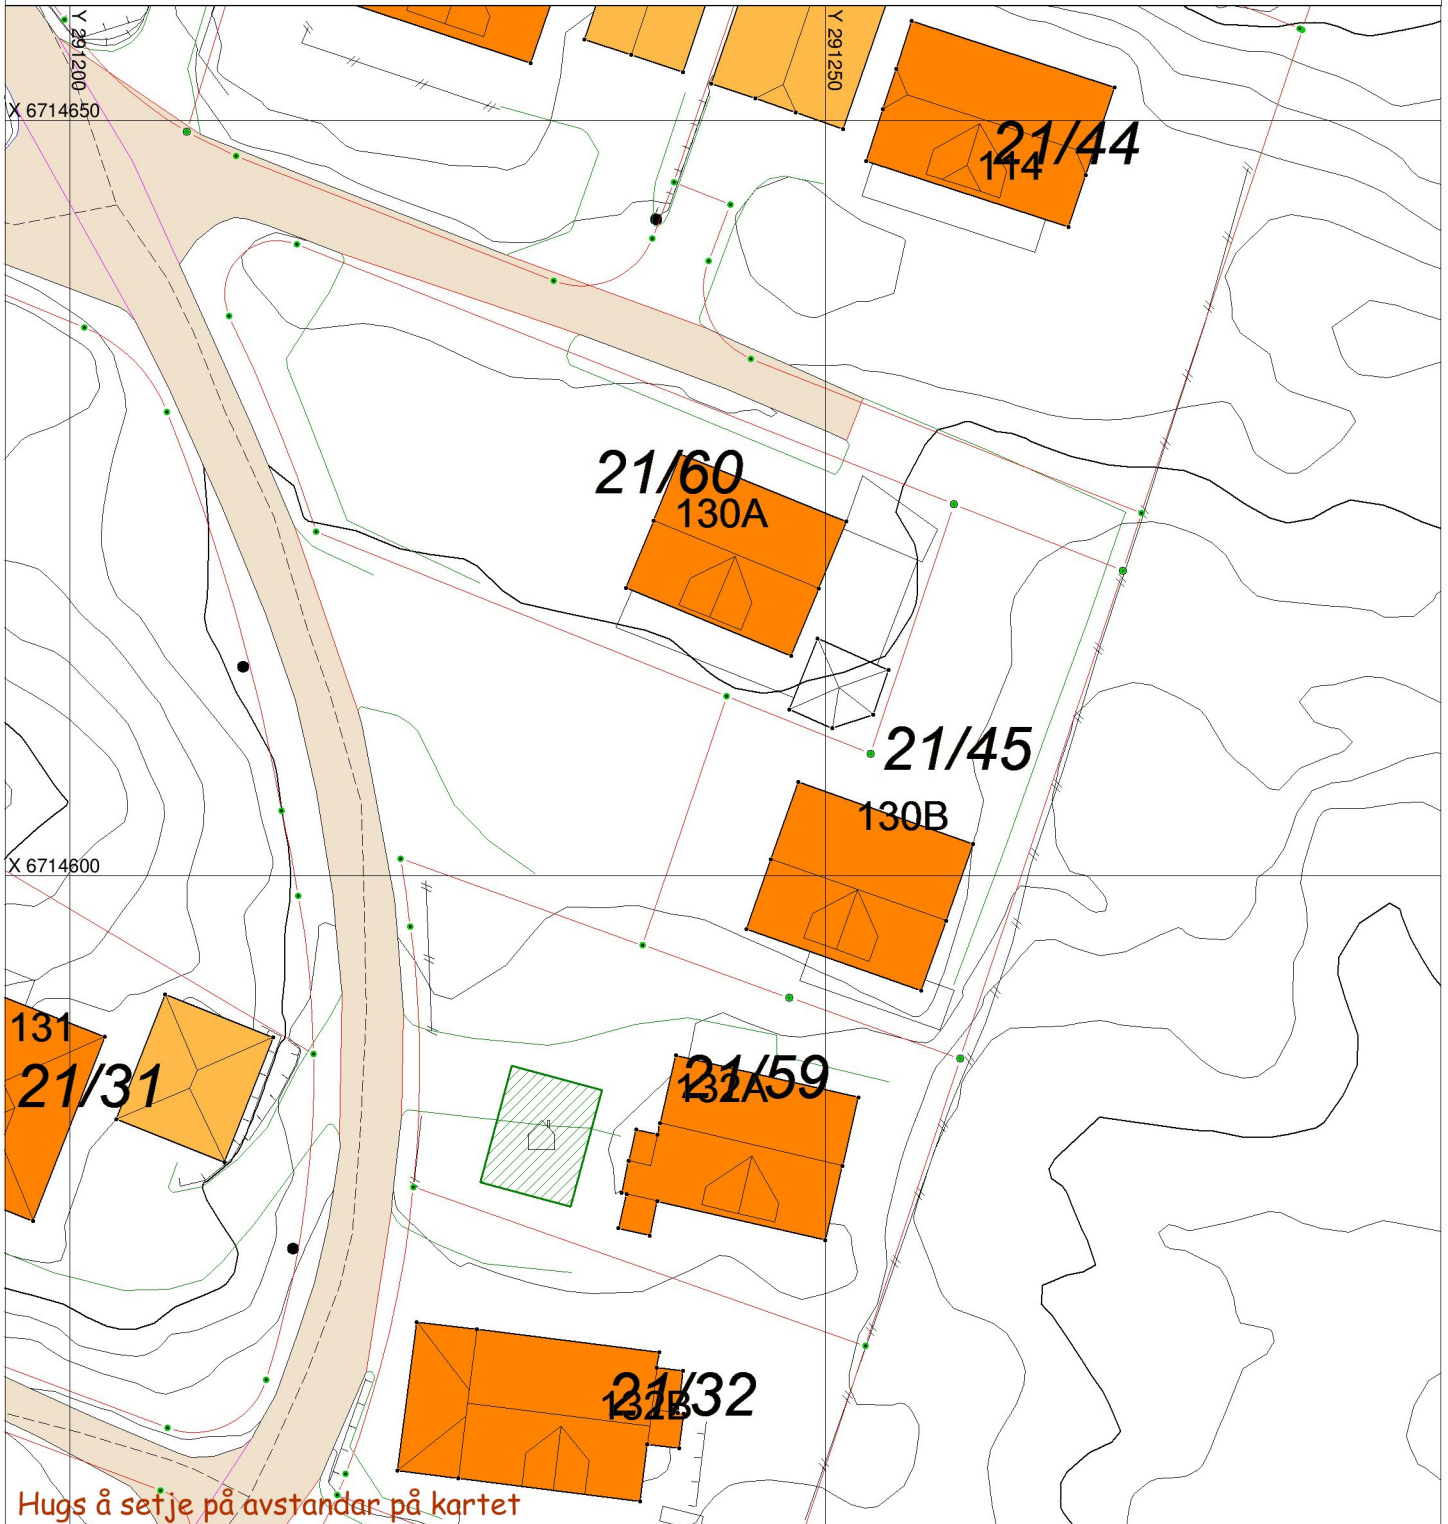 Y 291200
Y 291250
X 6714650
21/44
114
21/60
130A
21/45
130B
X 6714600
131
21/31
21/59
132A
21/32
132B
Hugs å setje på avstandar på kartet